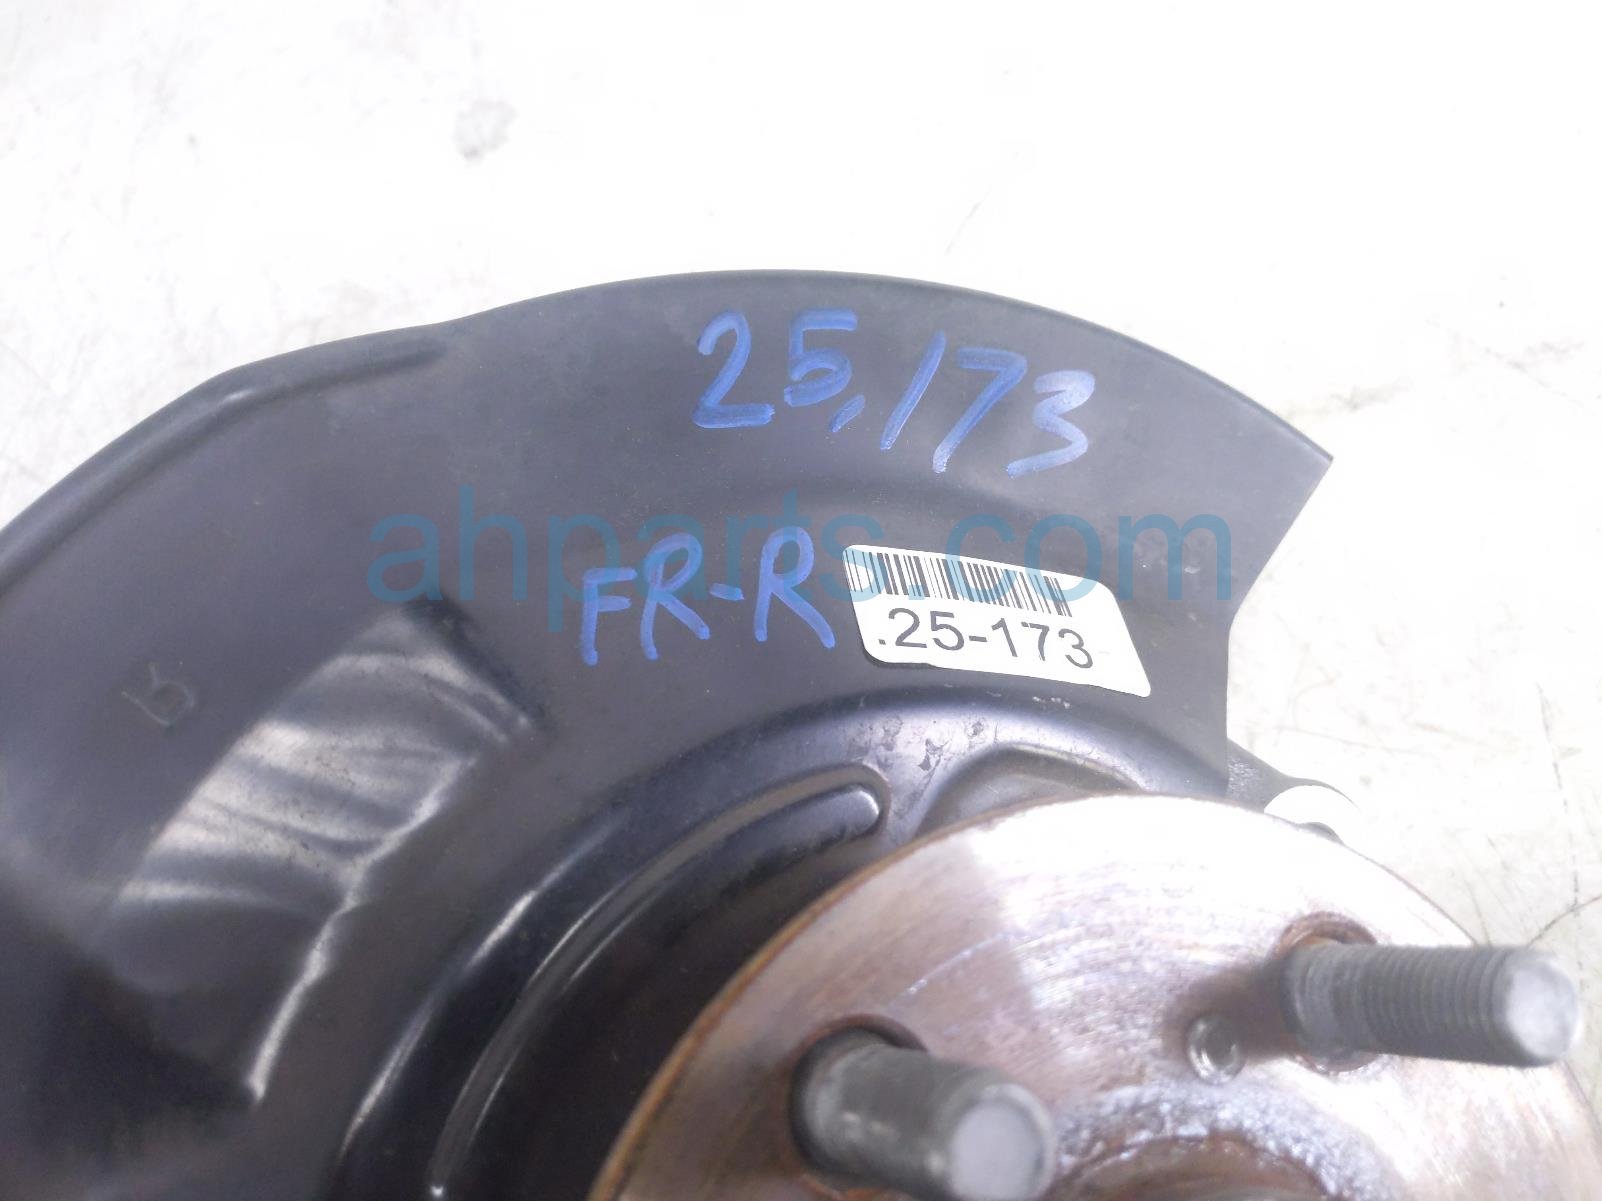 25,173
ahparts.com
FR-R
.25-173-
R